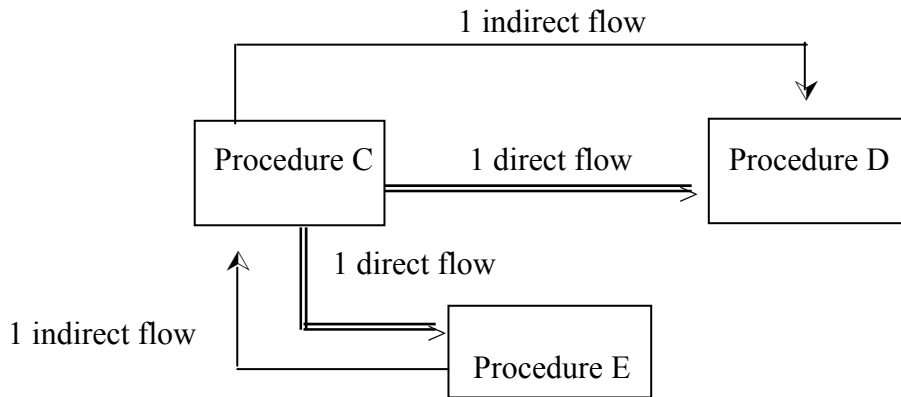 1 indirect flow
Procedure C
1 direct flow
Procedure D
1 direct flow
1 indirect flow
Procedure E